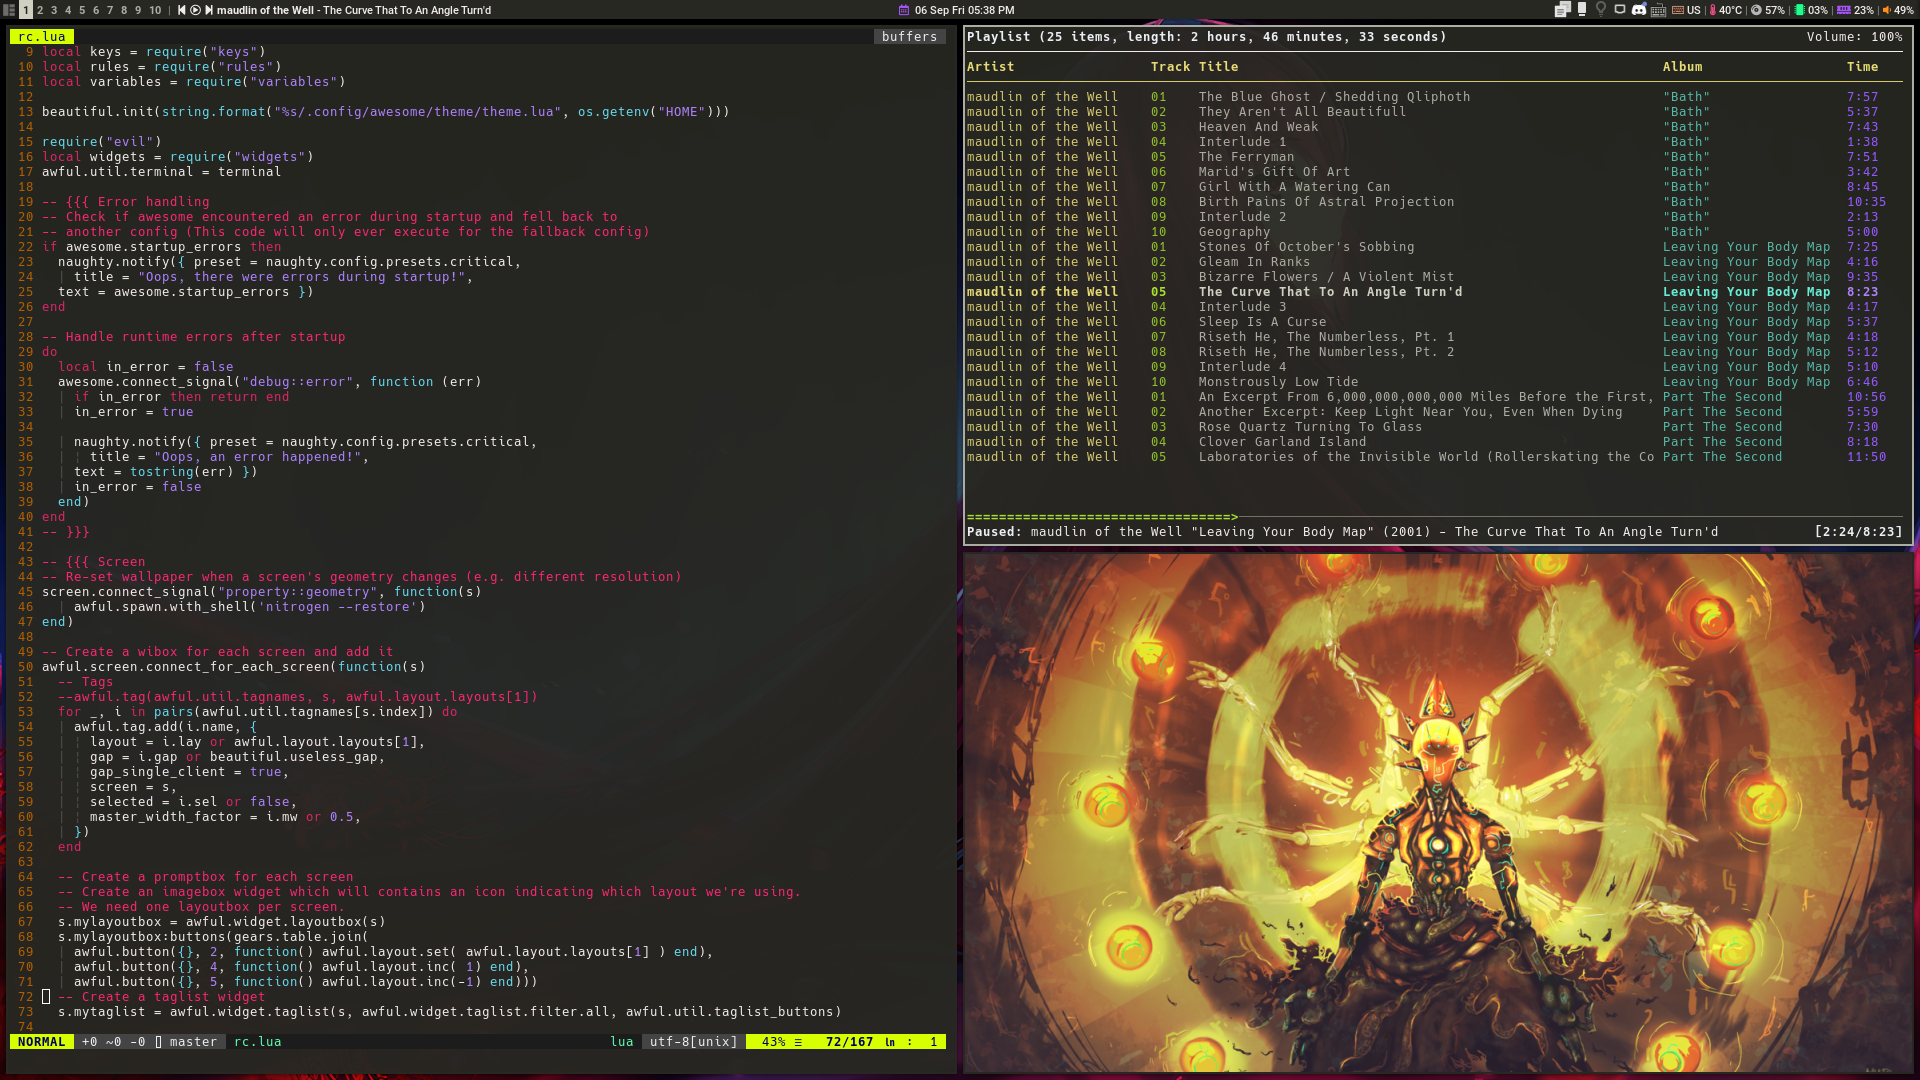 1 2 3 4 5 6 7 8 9 10 maudlin of the Well - The Curve That To An Angle Turn'd
06 Sep Fri 05:38 PM
US 40°C 57% 03% 23% 49%
rc.lua buffers
9 local keys = require("keys")
10 local rules = require("rules")
11 local variables = require("variables")
12
13 beautiful.init(string.format("%s/.config/awesome/theme/theme.lua", os.getenv("HOME")))
14
15 require("evil")
16 local widgets = require("widgets")
17 awful.util.terminal = terminal
18
19 -- {{{ Error handling
20 -- Check if awesome encountered an error during startup and fell back to
21 -- another config (This code will only ever execute for the fallback config)
22 if awesome.startup_errors then
23 naughty.notify({ preset = naughty.config.presets.critical,
24 | title = "Oops, there were errors during startup!",
25 text = awesome.startup_errors })
26 end
27
28 -- Handle runtime errors after startup
29 do
30 local in_error = false
31 awesome.connect_signal("debug::error", function (err)
32 | if in_error then return end
33 | in_error = true
34
35 | naughty.notify({ preset = naughty.config.presets.critical,
36 | ¦ title = "Oops, an error happened!",
37 | text = tostring(err) })
38 | in_error = false
39 end)
40 end
41 -- }}}
42
43 -- {{{ Screen
44 -- Re-set wallpaper when a screen's geometry changes (e.g. different resolution)
45 screen.connect_signal("property::geometry", function(s)
46 | awful.spawn.with_shell('nitrogen --restore')
47 end)
48
49 -- Create a wibox for each screen and add it
50 awful.screen.connect_for_each_screen(function(s)
51 -- Tags
52 --awful.tag(awful.util.tagnames, s, awful.layout.layouts[1])
53 for _, i in pairs(awful.util.tagnames[s.index]) do
54 | awful.tag.add(i.name, {
55 | ¦ layout = i.lay or awful.layout.layouts[1],
56 | ¦ gap = i.gap or beautiful.useless_gap,
57 | ¦ gap_single_client = true,
58 | ¦ screen = s,
59 | ¦ selected = i.sel or false,
60 | ¦ master_width_factor = i.mw or 0.5,
61 | })
62 end
63
64 -- Create a promptbox for each screen
65 -- Create an imagebox widget which will contains an icon indicating which layout we're using.
66 -- We need one layoutbox per screen.
67 s.mylayoutbox = awful.widget.layoutbox(s)
68 s.mylayoutbox:buttons(gears.table.join(
69 | awful.button({}, 2, function() awful.layout.set( awful.layout.layouts[1] ) end),
70 | awful.button({}, 4, function() awful.layout.inc( 1) end),
71 | awful.button({}, 5, function() awful.layout.inc(-1) end)))
72 -- Create a taglist widget
73 s.mytaglist = awful.widget.taglist(s, awful.widget.taglist.filter.all, awful.util.taglist_buttons)
74
NORMAL +0 ~0 -0 master rc.lua lua utf-8[unix] 43% ≡ 72/167 ㏑ : 1
Playlist (25 items, length: 2 hours, 46 minutes, 33 seconds) Volume: 100%
Artist Track Title Album Time
maudlin of the Well 01 The Blue Ghost / Shedding Qliphoth "Bath" 7:57
maudlin of the Well 02 They Aren't All Beautifull "Bath" 5:37
maudlin of the Well 03 Heaven And Weak "Bath" 7:43
maudlin of the Well 04 Interlude 1 "Bath" 1:38
maudlin of the Well 05 The Ferryman "Bath" 7:51
maudlin of the Well 06 Marid's Gift Of Art "Bath" 3:42
maudlin of the Well 07 Girl With A Watering Can "Bath" 8:45
maudlin of the Well 08 Birth Pains Of Astral Projection "Bath" 10:35
maudlin of the Well 09 Interlude 2 "Bath" 2:13
maudlin of the Well 10 Geography "Bath" 5:00
maudlin of the Well 01 Stones Of October's Sobbing Leaving Your Body Map 7:25
maudlin of the Well 02 Gleam In Ranks Leaving Your Body Map 4:16
maudlin of the Well 03 Bizarre Flowers / A Violent Mist Leaving Your Body Map 9:35
maudlin of the Well 05 The Curve That To An Angle Turn'd Leaving Your Body Map 8:23
maudlin of the Well 04 Interlude 3 Leaving Your Body Map 4:17
maudlin of the Well 06 Sleep Is A Curse Leaving Your Body Map 5:37
maudlin of the Well 07 Riseth He, The Numberless, Pt. 1 Leaving Your Body Map 4:18
maudlin of the Well 08 Riseth He, The Numberless, Pt. 2 Leaving Your Body Map 5:12
maudlin of the Well 09 Interlude 4 Leaving Your Body Map 5:10
maudlin of the Well 10 Monstrously Low Tide Leaving Your Body Map 6:46
maudlin of the Well 01 An Excerpt From 6,000,000,000,000 Miles Before the First, Part The Second 10:56
maudlin of the Well 02 Another Excerpt: Keep Light Near You, Even When Dying Part The Second 5:59
maudlin of the Well 03 Rose Quartz Turning To Glass Part The Second 7:30
maudlin of the Well 04 Clover Garland Island Part The Second 8:18
maudlin of the Well 05 Laboratories of the Invisible World (Rollerskating the Co Part The Second 11:50
=================================>
Paused: maudlin of the Well "Leaving Your Body Map" (2001) - The Curve That To An Angle Turn'd [2:24/8:23]